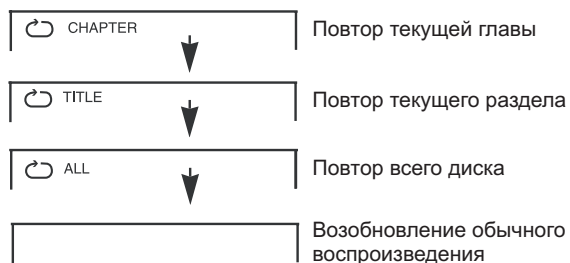 CHAPTER Повтор текущей главы
TITLE Повтор текущего раздела
ALL Повтор всего диска
Возобновление обычного
воспроизведения